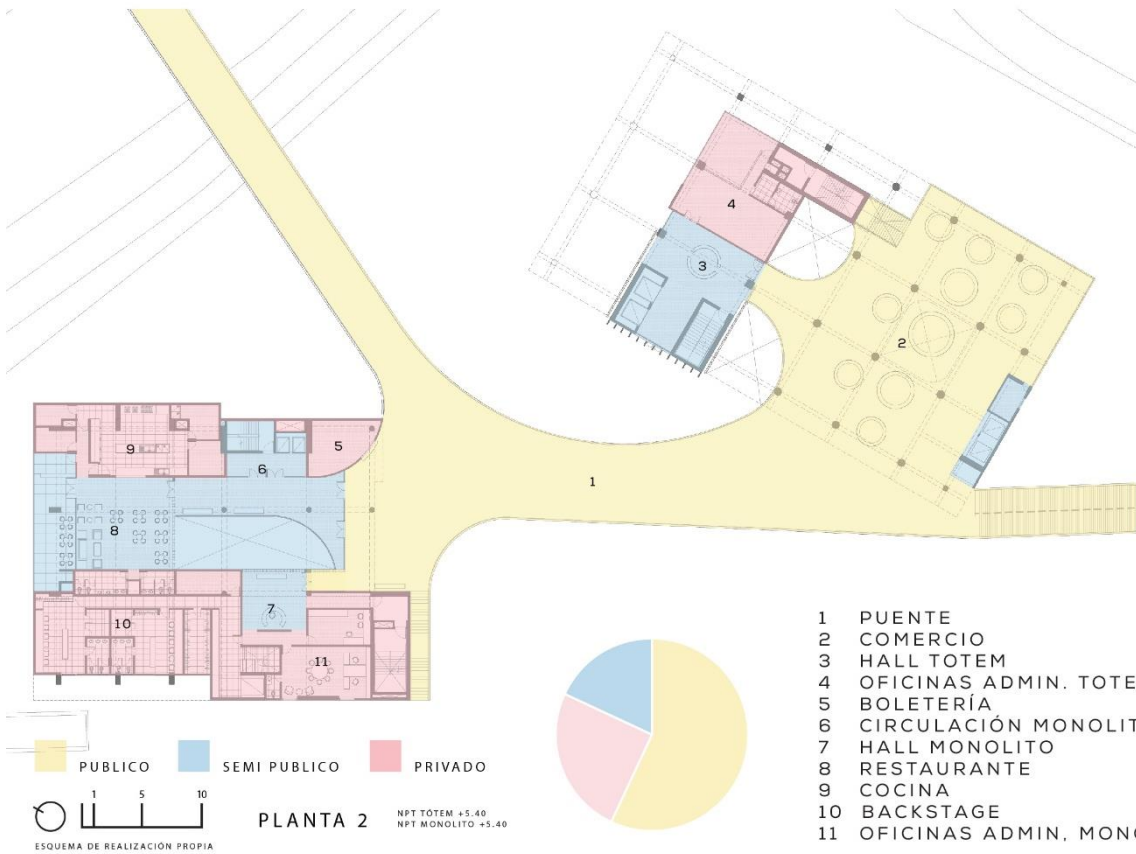 4
3
2
9
5
6
1
8
7
10
11
1 PUENTE
2 COMERCIO
3 HALL TOTEM
4 OFICINAS ADMIN. TOTE
5 BOLETERÍA
6 CIRCULACIÓN MONOLIT
7 HALL MONOLITO
8 RESTAURANTE
9 COCINA
10 BACKSTAGE
11 OFICINAS ADMIN, MONO
PUBLICO SEMI PUBLICO PRIVADO
1 5 10
PLANTA 2
NPT TÓTEM +5.40
NPT MONOLITO +5.40
ESQUEMA DE REALIZACIÓN PROPIA